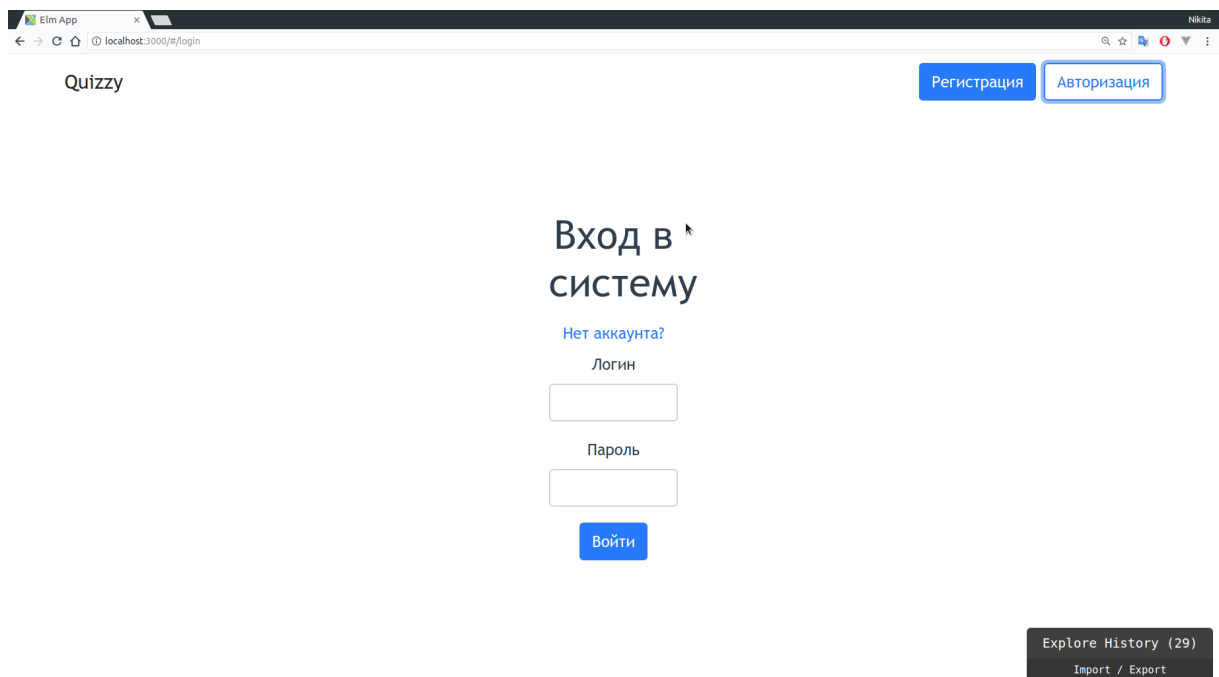 Elm App
Nikita
localhost:3000/#/login
Quizzy
Регистрация
Авторизация
Вход в
систему
Нет аккаунта?
Логин
Пароль
Войти
Explore History (29)
Import / Export